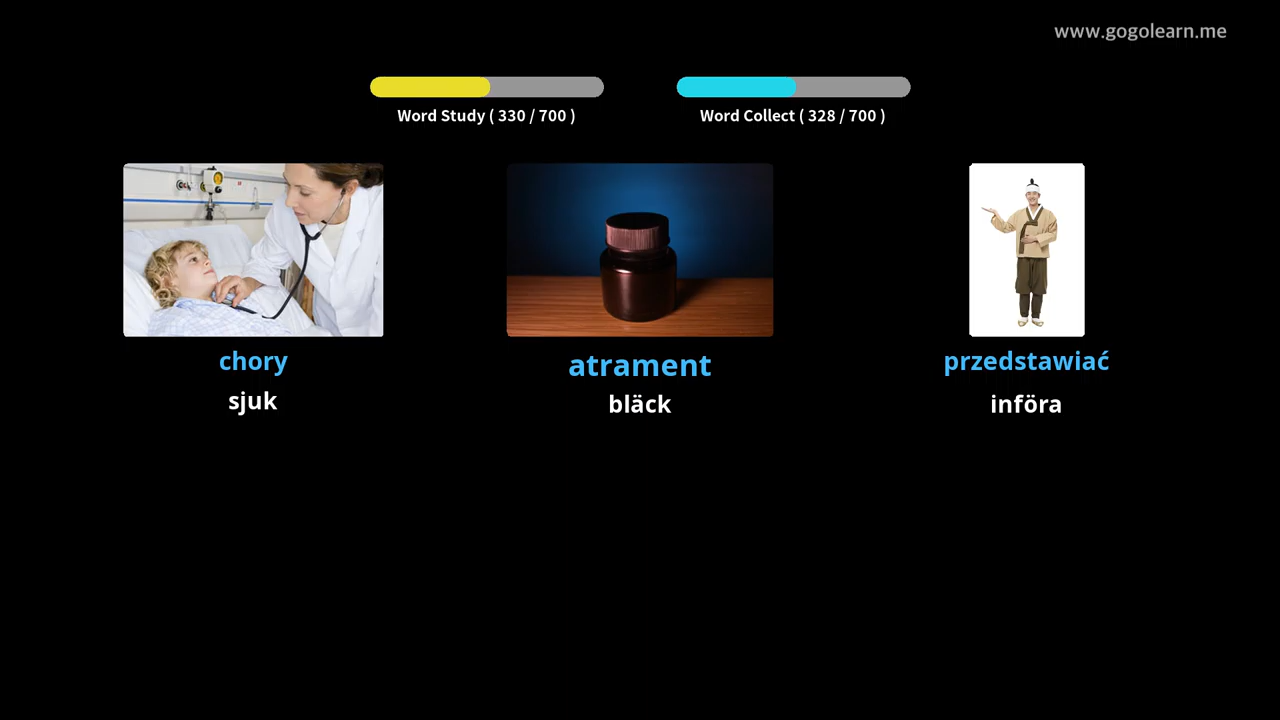 www.gogolearn.me
Word Study ( 330 / 700 )
Word Collect ( 328 / 700 )
chory
atrament
przedstawiać
sjuk
bläck
införa